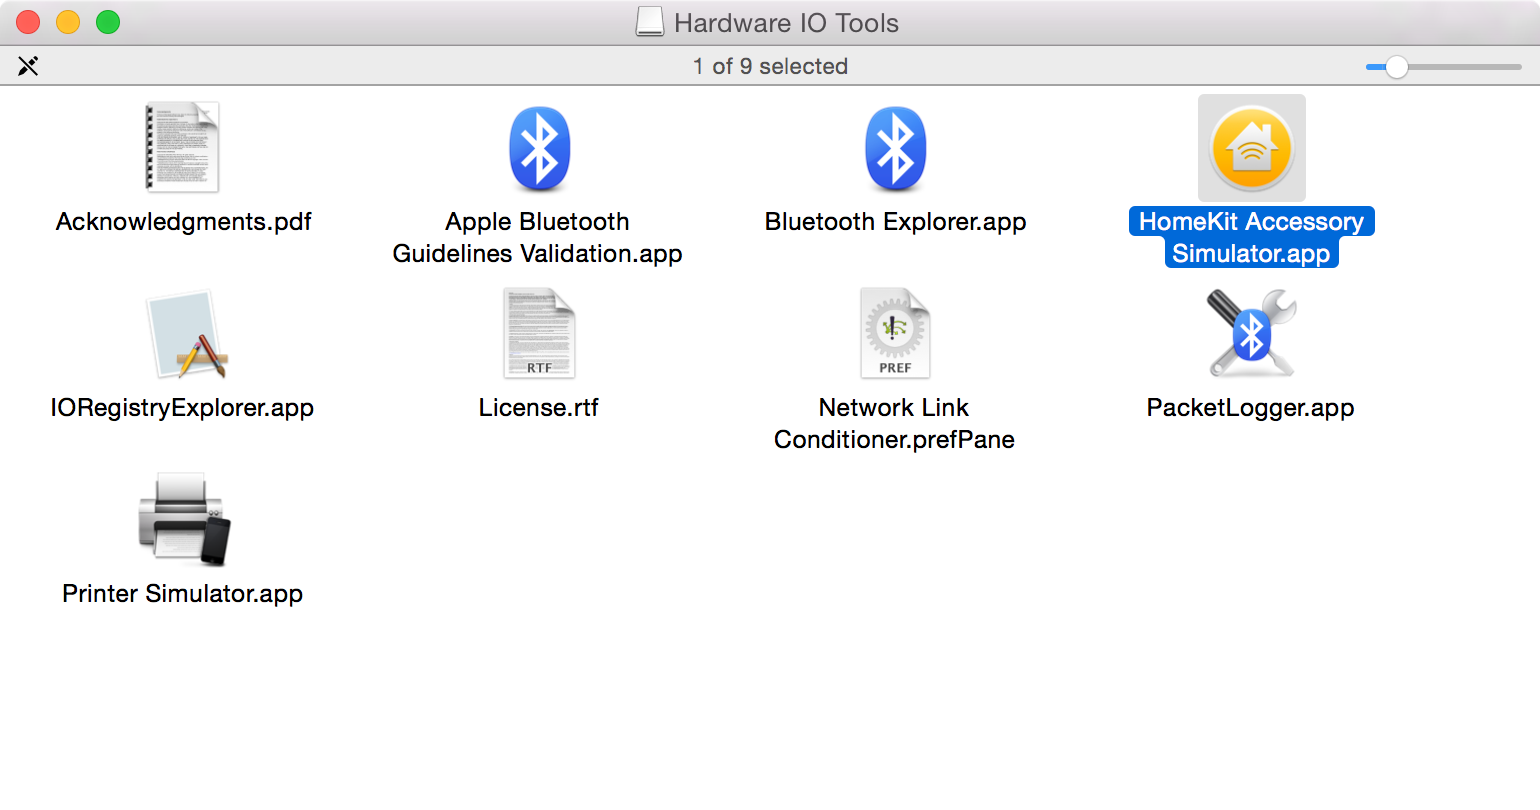 Hardware IO Tools
1 of 9 selected
Acknowledgments.pdf
Apple Bluetooth
Guidelines Validation.app
Bluetooth Explorer.app
HomeKit Accessory
Simulator.app
IORegistryExplorer.app
RTF
License.rtf
PREF
Network Link
Conditioner.prefPane
PacketLogger.app
Printer Simulator.app